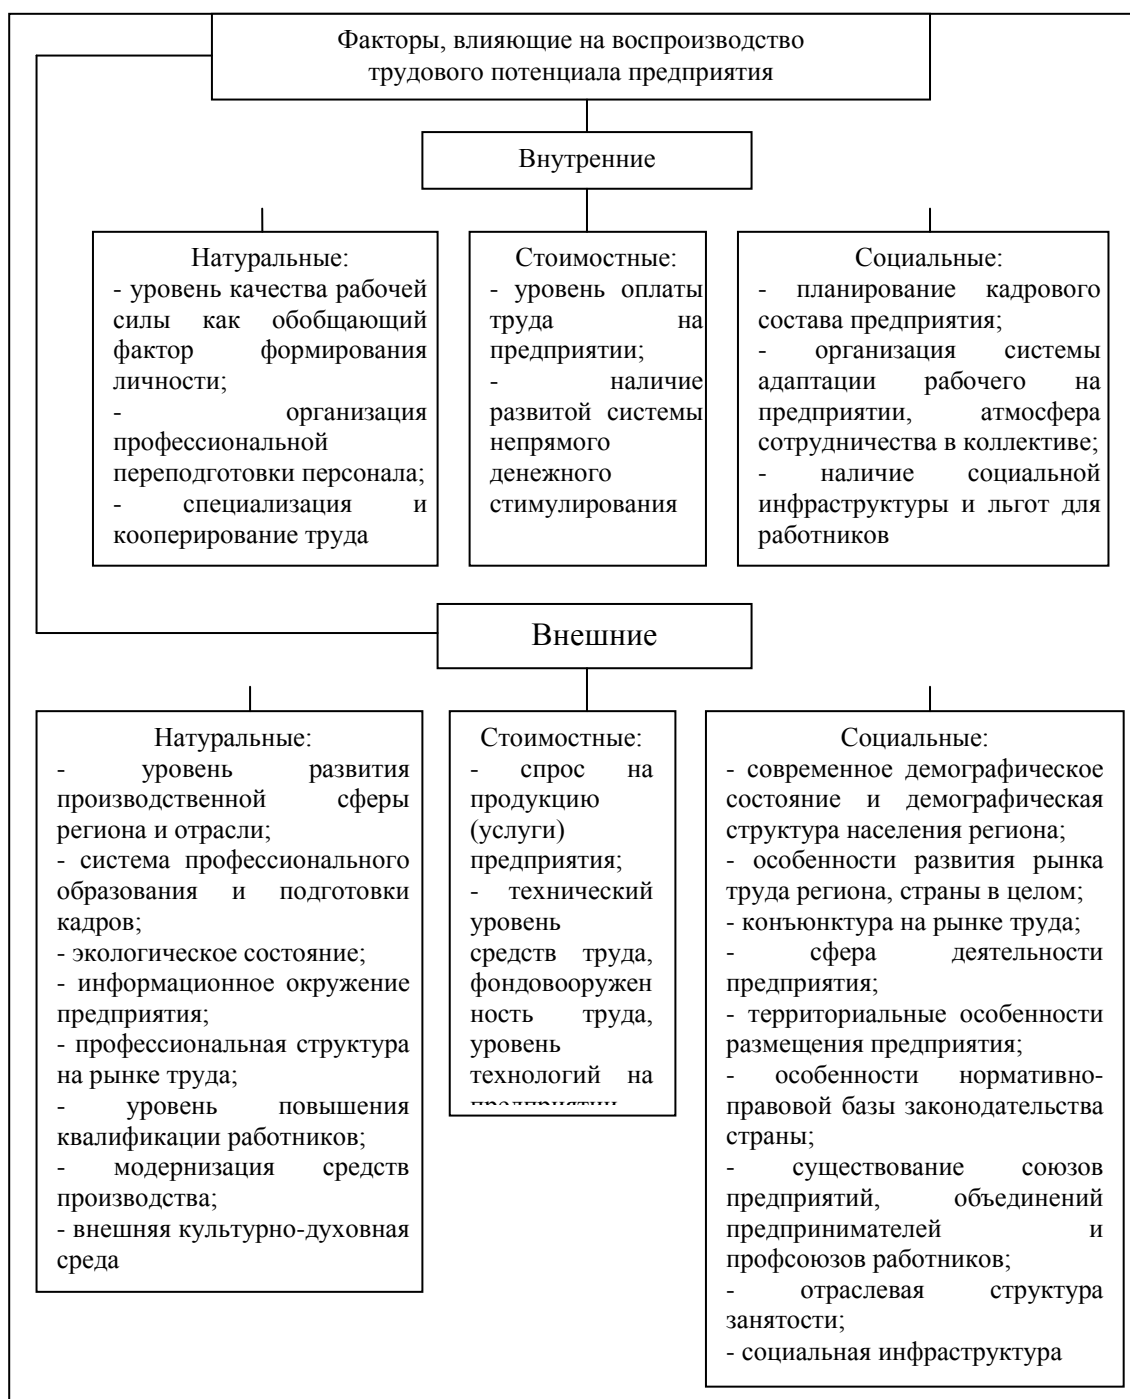 Факторы, влияющие на воспроизводство
трудового потенциала предприятия
Внутренние
Натуральные:
- уровень качества рабочей
силы как обобщающий
фактор формирования
личности;
- организация
профессиональной
переподготовки персонала;
- специализация и
кооперирование труда
Стоимостные:
- уровень оплаты
труда на
предприятии;
- наличие
развитой системы
непрямого
денежного
стимулирования
Социальные:
- планирование кадрового
состава предприятия;
- организация системы
адаптации рабочего на
предприятии, атмосфера
сотрудничества в коллективе;
- наличие социальной
инфраструктуры и льгот для
работников
Внешние
Натуральные:
- уровень развития
производственной сферы
региона и отрасли;
- система профессионального
образования и подготовки
кадров;
- экологическое состояние;
- информационное окружение
предприятия;
- профессиональная структура
на рынке труда;
- уровень повышения
квалификации работников;
- модернизация средств
производства;
- внешняя культурно-духовная
среда
Стоимостные:
- спрос на
продукцию
(услуги)
предприятия;
- технический
уровень
средств труда,
фондовооружен
ность труда,
уровень
технологий на
Социальные:
- современное демографическое
состояние и демографическая
структура населения региона;
- особенности развития рынка
труда региона, страны в целом;
- конъюнктура на рынке труда;
- сфера деятельности
предприятия;
- территориальные особенности
размещения предприятия;
- особенности нормативно-
правовой базы законодательства
страны;
- существование союзов
предприятий, объединений
предпринимателей и
профсоюзов работников;
- отраслевая структура
занятости;
- социальная инфраструктура